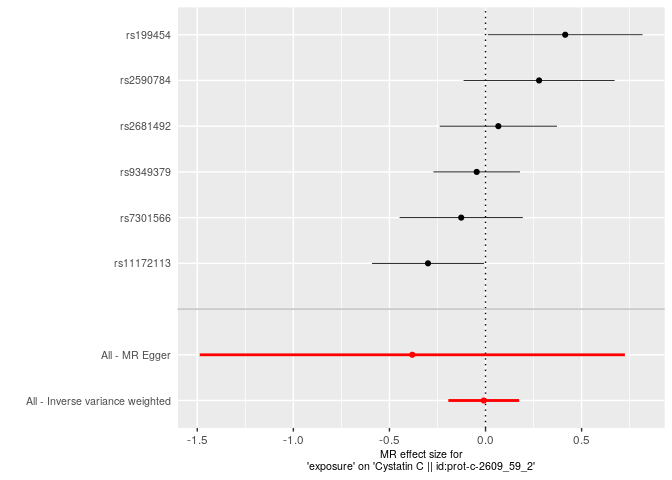 rs199454
rs2590784
rs2681492
rs9349379
rs7301566
rs11172113
All - MR Egger
All - Inverse variance weighted
-1.5 -1.0 -0.5 0.0 0.5
MR effect size for
'exposure' on 'Cystatin C || id:prot-c-2609_59_2'